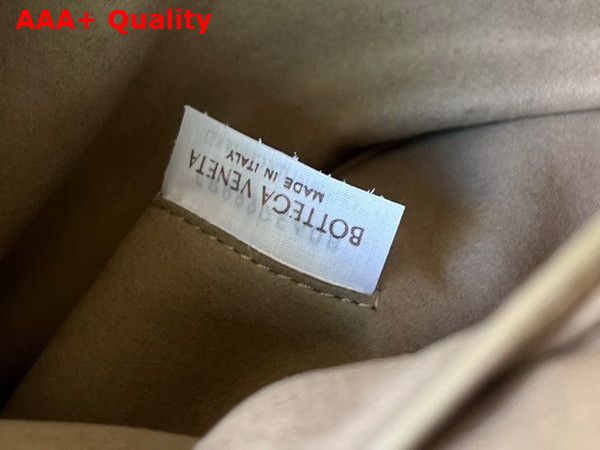 AAA+ Quality
BOTTEGA VENETA
MADE IN ITALY